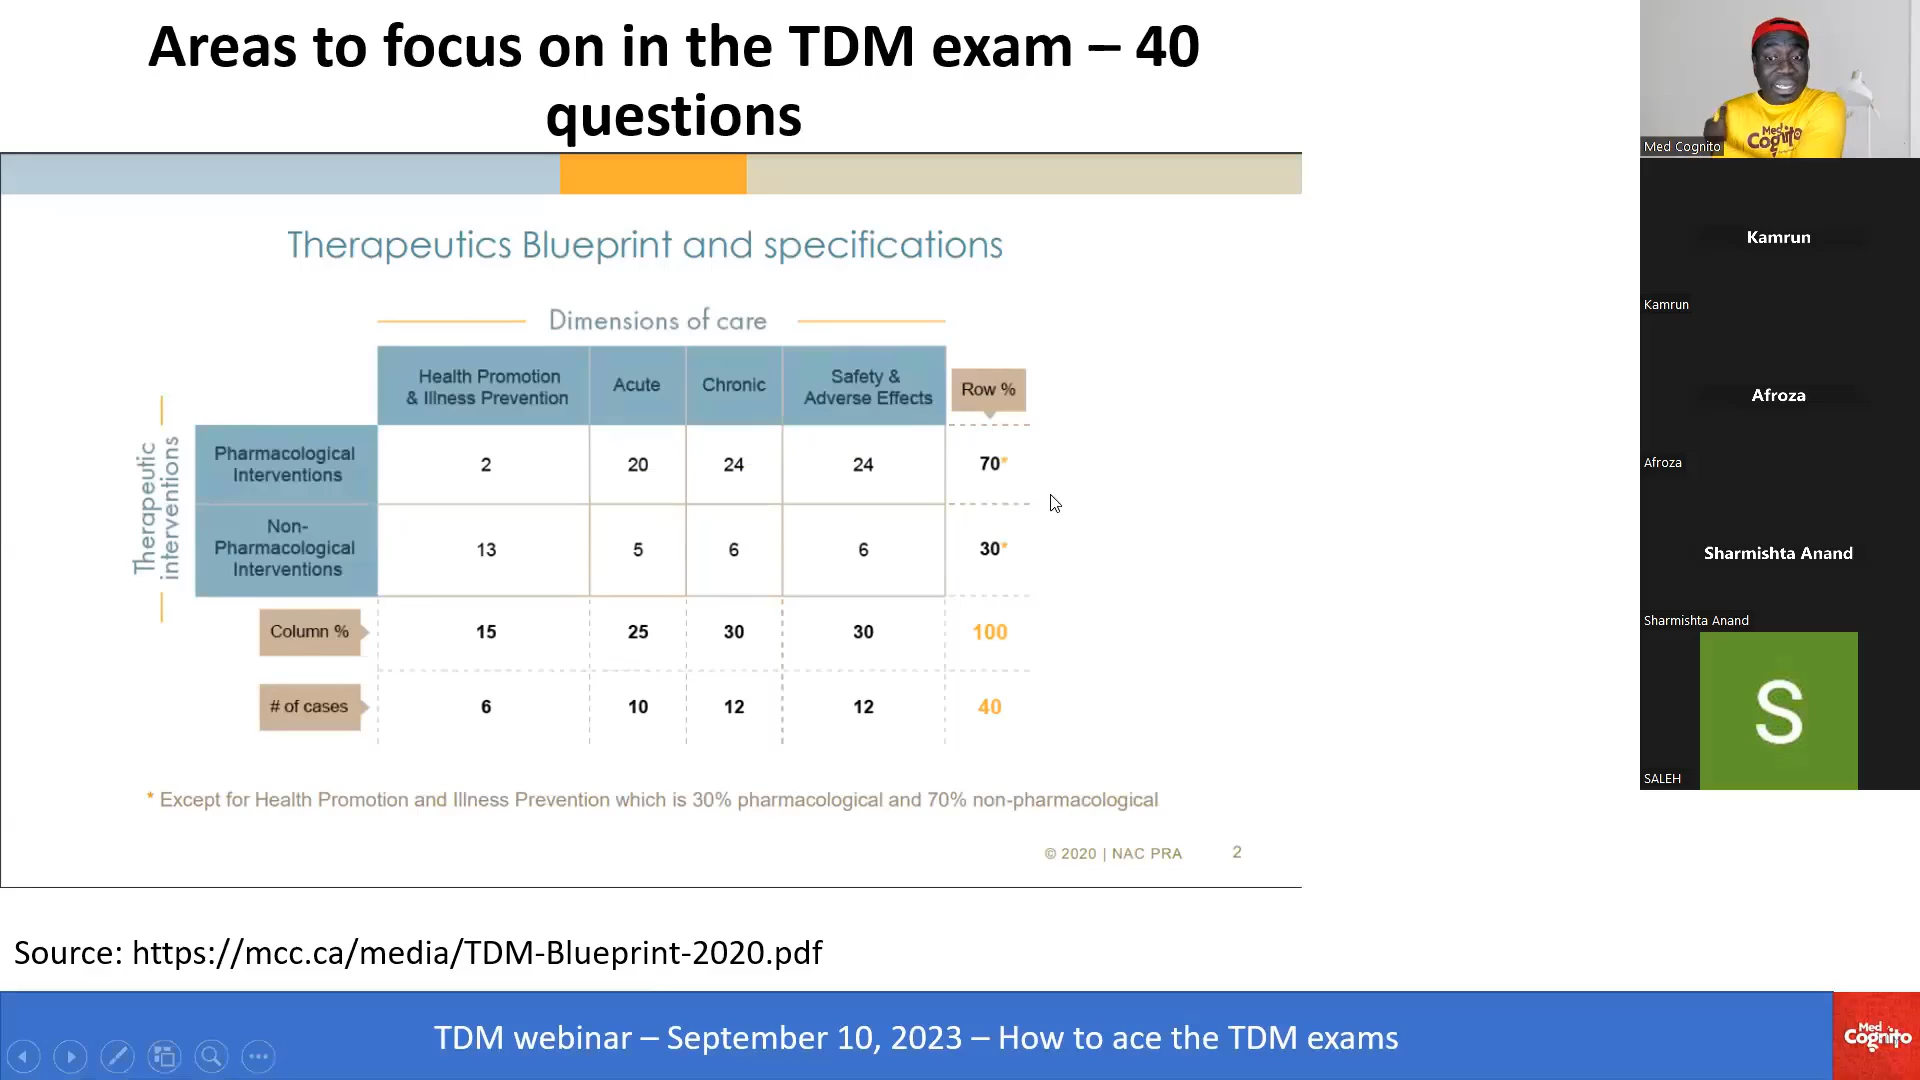 Areas to focus on in the TDM exam – 40
questions
Therapeutics Blueprint and specifications
Dimensions of care
Health Promotion
& Illness Prevention
Acute
Chronic
Safety &
Adverse Effects
Row %
Therapeutic
interventions
Pharmacological
Interventions
2
20
24
24
70*
Non-
Pharmacological
Interventions
13
5
6
6
30*
Column %
15
25
30
30
100
# of cases
6
10
12
12
40
* Except for Health Promotion and Illness Prevention which is 30% pharmacological and 70% non-pharmacological
© 2020 | NAC PRA
2
Source: https://mcc.ca/media/TDM-Blueprint-2020.pdf
TDM webinar – September 10, 2023 – How to ace the TDM exams
Med
Cognito
Med
Cognito
Med Cognito
Kamrun
Kamrun
Afroza
Afroza
Sharmishta Anand
Sharmishta Anand
S
SALEH